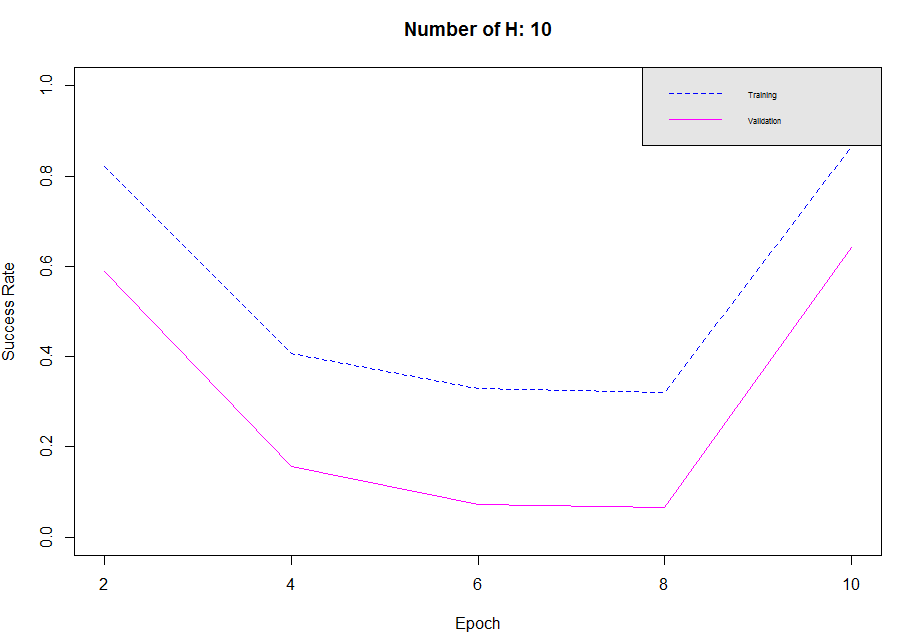 Number of H: 10
Training
Validation
Success Rate
1.0
0.8
0.6
0.4
0.2
0.0
2 4 6 8 10
Epoch